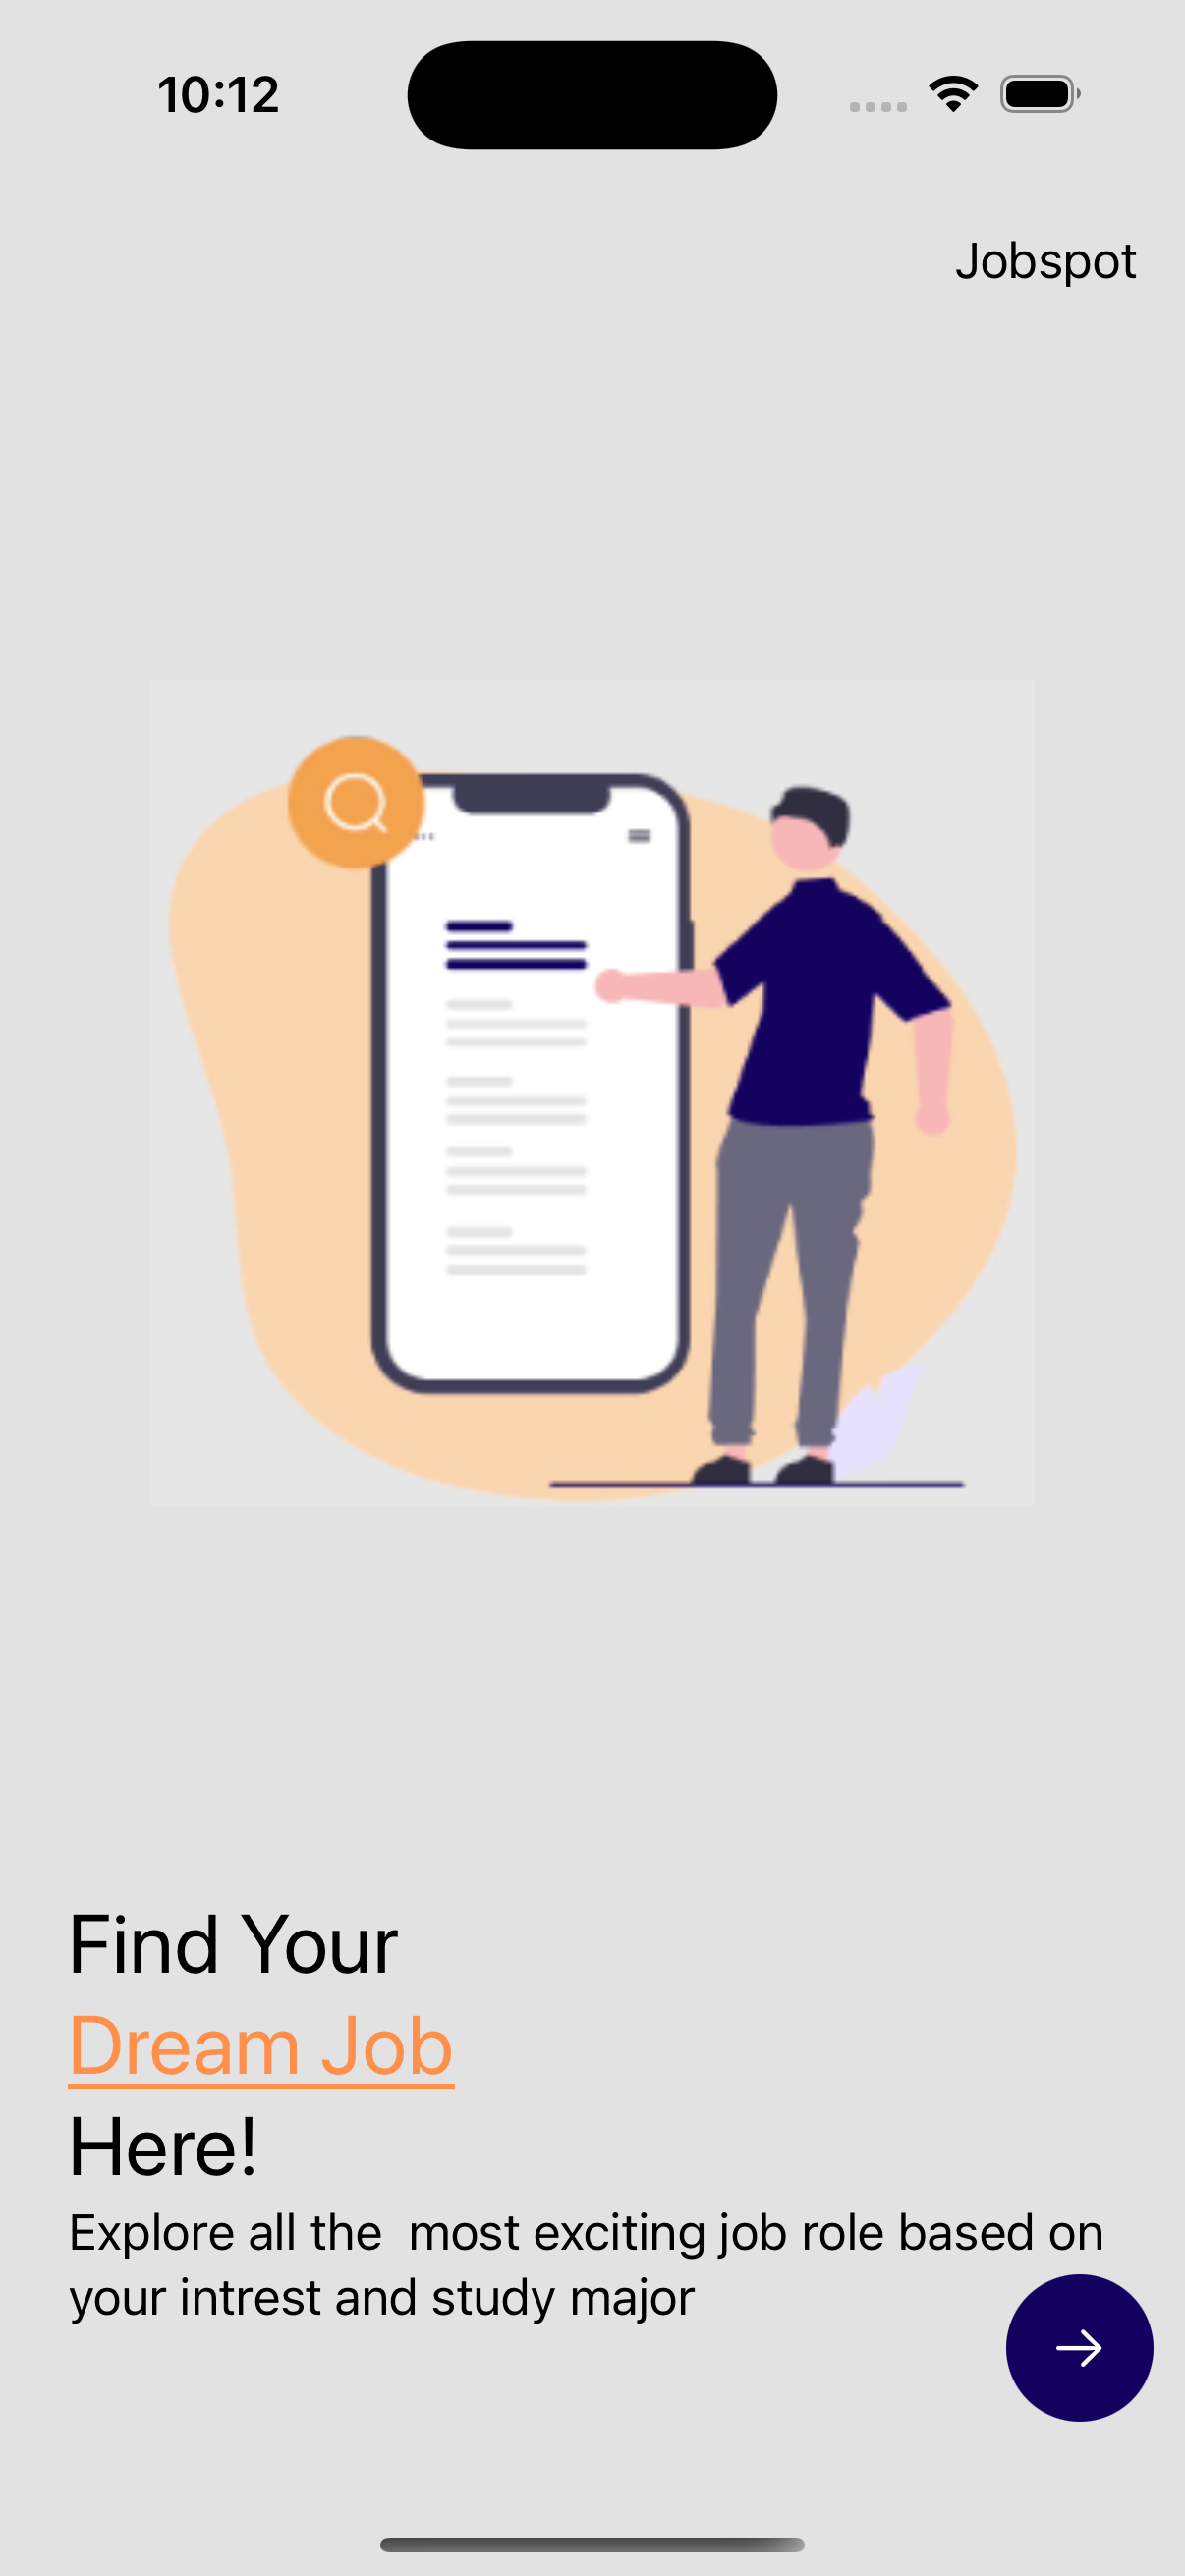 10:12
Jobspot
Find Your
Dream Job
Here!
Explore all the  most exciting job role based on
your intrest and study major